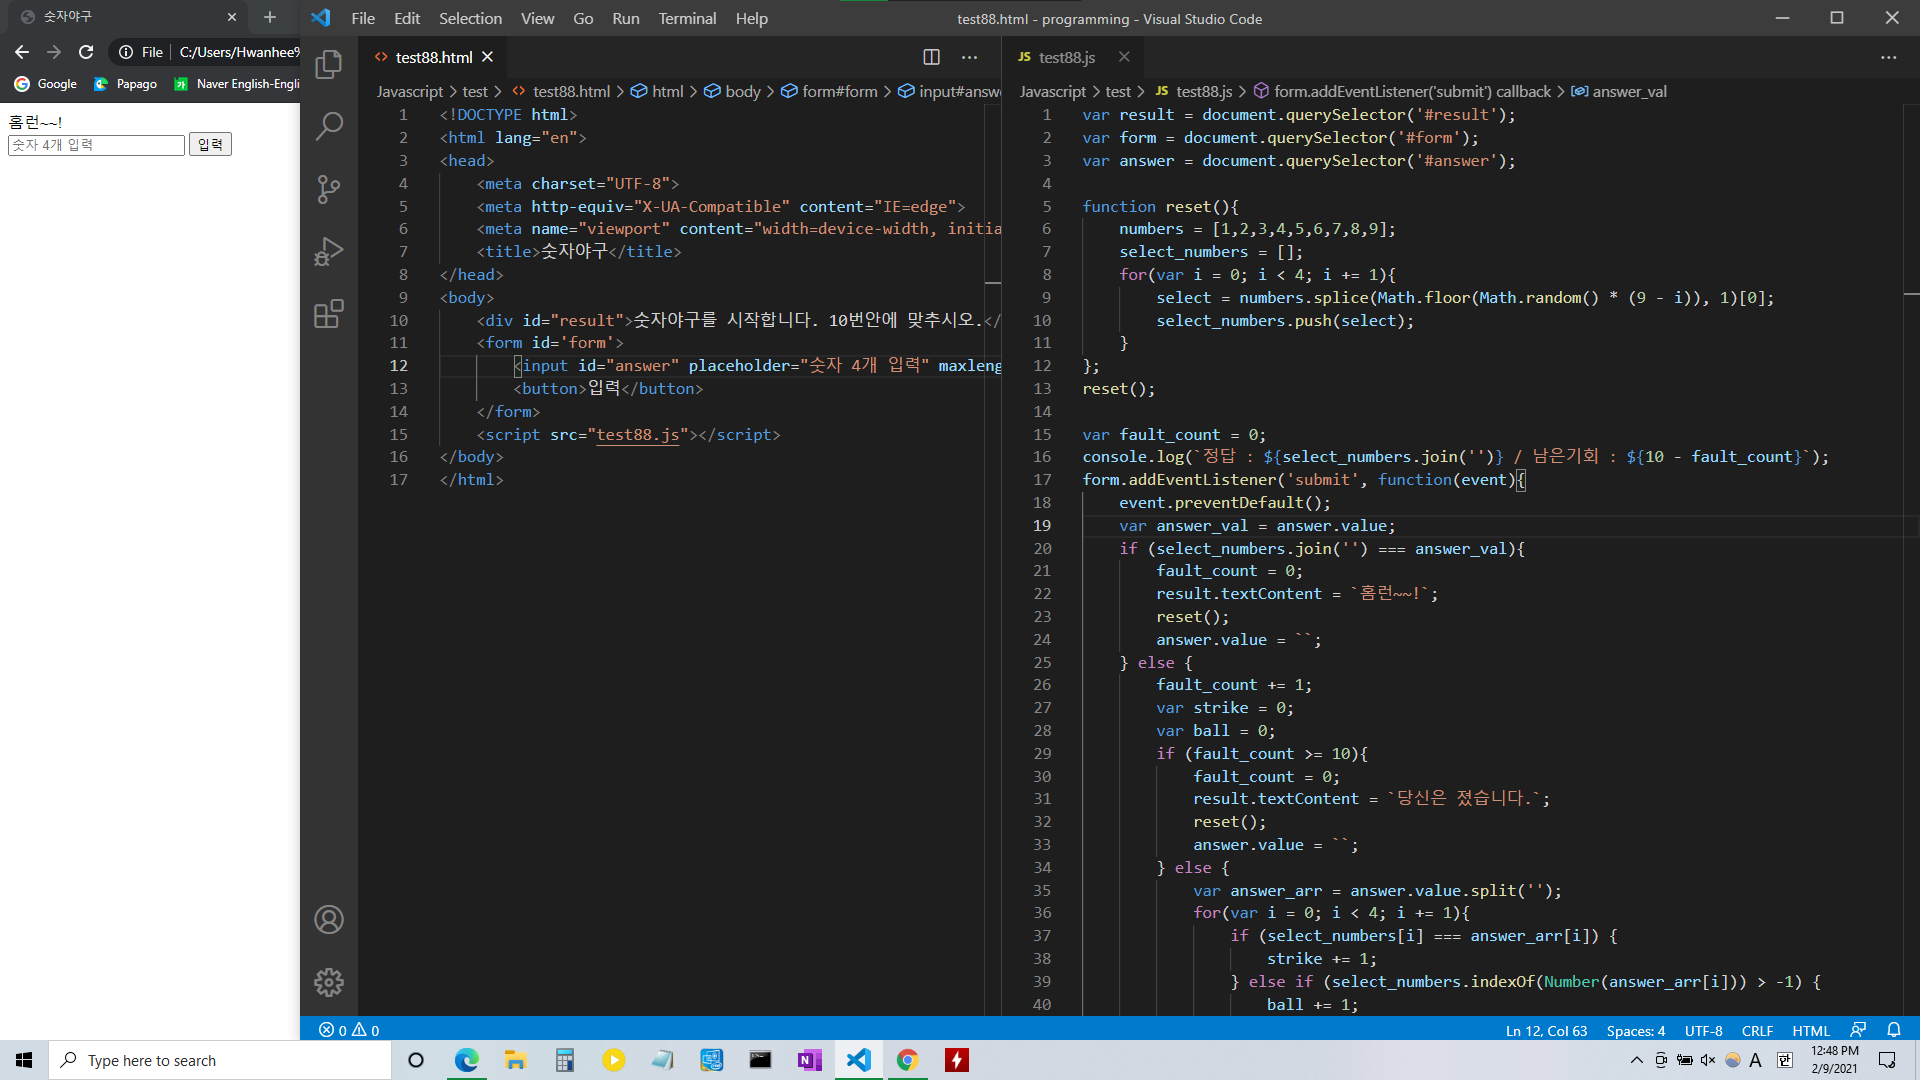 숫자야구
File C:/Users/Hwanhee%
Google Papago Naver English-Engli
홈런~~!
숫자 4개 입력 입력
File Edit Selection View Go Run Terminal Help test88.html - programming - Visual Studio Code
test88.html
Javascript > test > test88.html > html > body > form#form > input#answ
1 <!DOCTYPE html>
2 <html lang="en">
3 <head>
4 <meta charset="UTF-8">
5 <meta http-equiv="X-UA-Compatible" content="IE=edge">
6 <meta name="viewport" content="width=device-width, initia
7 <title>숫자야구</title>
8 </head>
9 <body>
10 <div id="result">숫자야구를 시작합니다. 10번안에 맞추시오.</
11 <form id='form'>
12 <input id="answer" placeholder="숫자 4개 입력" maxleng
13 <button>입력</button>
14 </form>
15 <script src="test88.js"></script>
16 </body>
17 </html>
JS test88.js
Javascript > test > JS test88.js > form.addEventListener('submit') callback > answer_val
1 var result = document.querySelector('#result');
2 var form = document.querySelector('#form');
3 var answer = document.querySelector('#answer');
4
5 function reset(){
6 numbers = [1,2,3,4,5,6,7,8,9];
7 select_numbers = [];
8 for(var i = 0; i < 4; i += 1){
9 select = numbers.splice(Math.floor(Math.random() * (9 - i)), 1)[0];
10 select_numbers.push(select);
11 }
12 };
13 reset();
14
15 var fault_count = 0;
16 console.log(`정답 : ${select_numbers.join('')} / 남은기회 : ${10 - fault_count}`);
17 form.addEventListener('submit', function(event){
18 event.preventDefault();
19 var answer_val = answer.value;
20 if (select_numbers.join('') === answer_val){
21 fault_count = 0;
22 result.textContent = `홈런~~!`;
23 reset();
24 answer.value = ``;
25 } else {
26 fault_count += 1;
27 var strike = 0;
28 var ball = 0;
29 if (fault_count >= 10){
30 fault_count = 0;
31 result.textContent = `당신은 졌습니다.`;
32 reset();
33 answer.value = ``;
34 } else {
35 var answer_arr = answer.value.split('');
36 for(var i = 0; i < 4; i += 1){
37 if (select_numbers[i] === answer_arr[i]) {
38 strike += 1;
39 } else if (select_numbers.indexOf(Number(answer_arr[i])) > -1) {
40 ball += 1;
0 0 Ln 12, Col 63 Spaces: 4 UTF-8 CRLF HTML
Type here to search
A 한 12:48 PM
2/9/2021